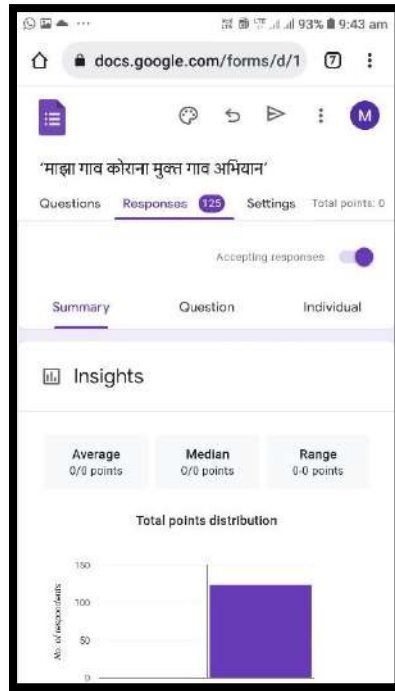 93% 9:43 am
docs.google.com/forms/d/1 7
M
‘माझा गाव कोराना मुक्त गाव अभियान’
Questions Responses 125 Settings Total points: 0
Accepting responses
Summary Question Individual
Insights
Average Median Range
0/0 points 0/0 points 0-0 points
Total points distribution
150
100
50
0
No. of respondents